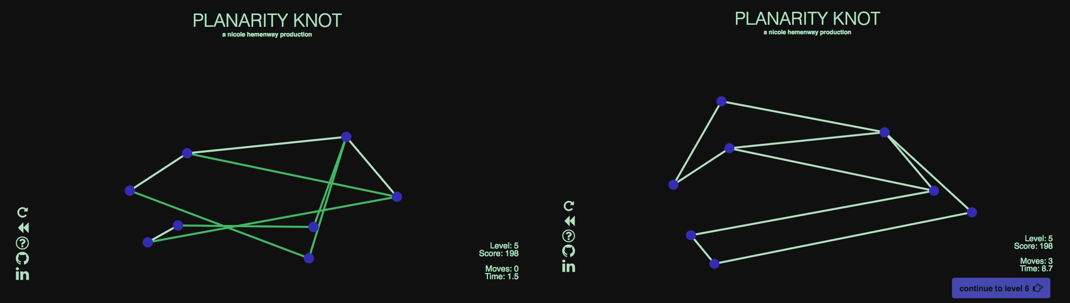 PLANARITY KNOT
a nicole hemenway production
Level: 5
Score: 198
Moves: 0
Time: 1.5
PLANARITY KNOT
a nicole hemenway production
Level: 5
Score: 198
Moves: 3
Time: 8.7
continue to level 6